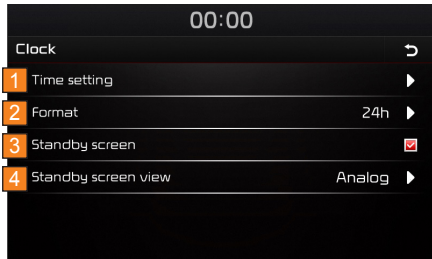 00:00
Clock
1 Time setting
2 Format 24h
3 Standby screen
4 Standby screen view Analog